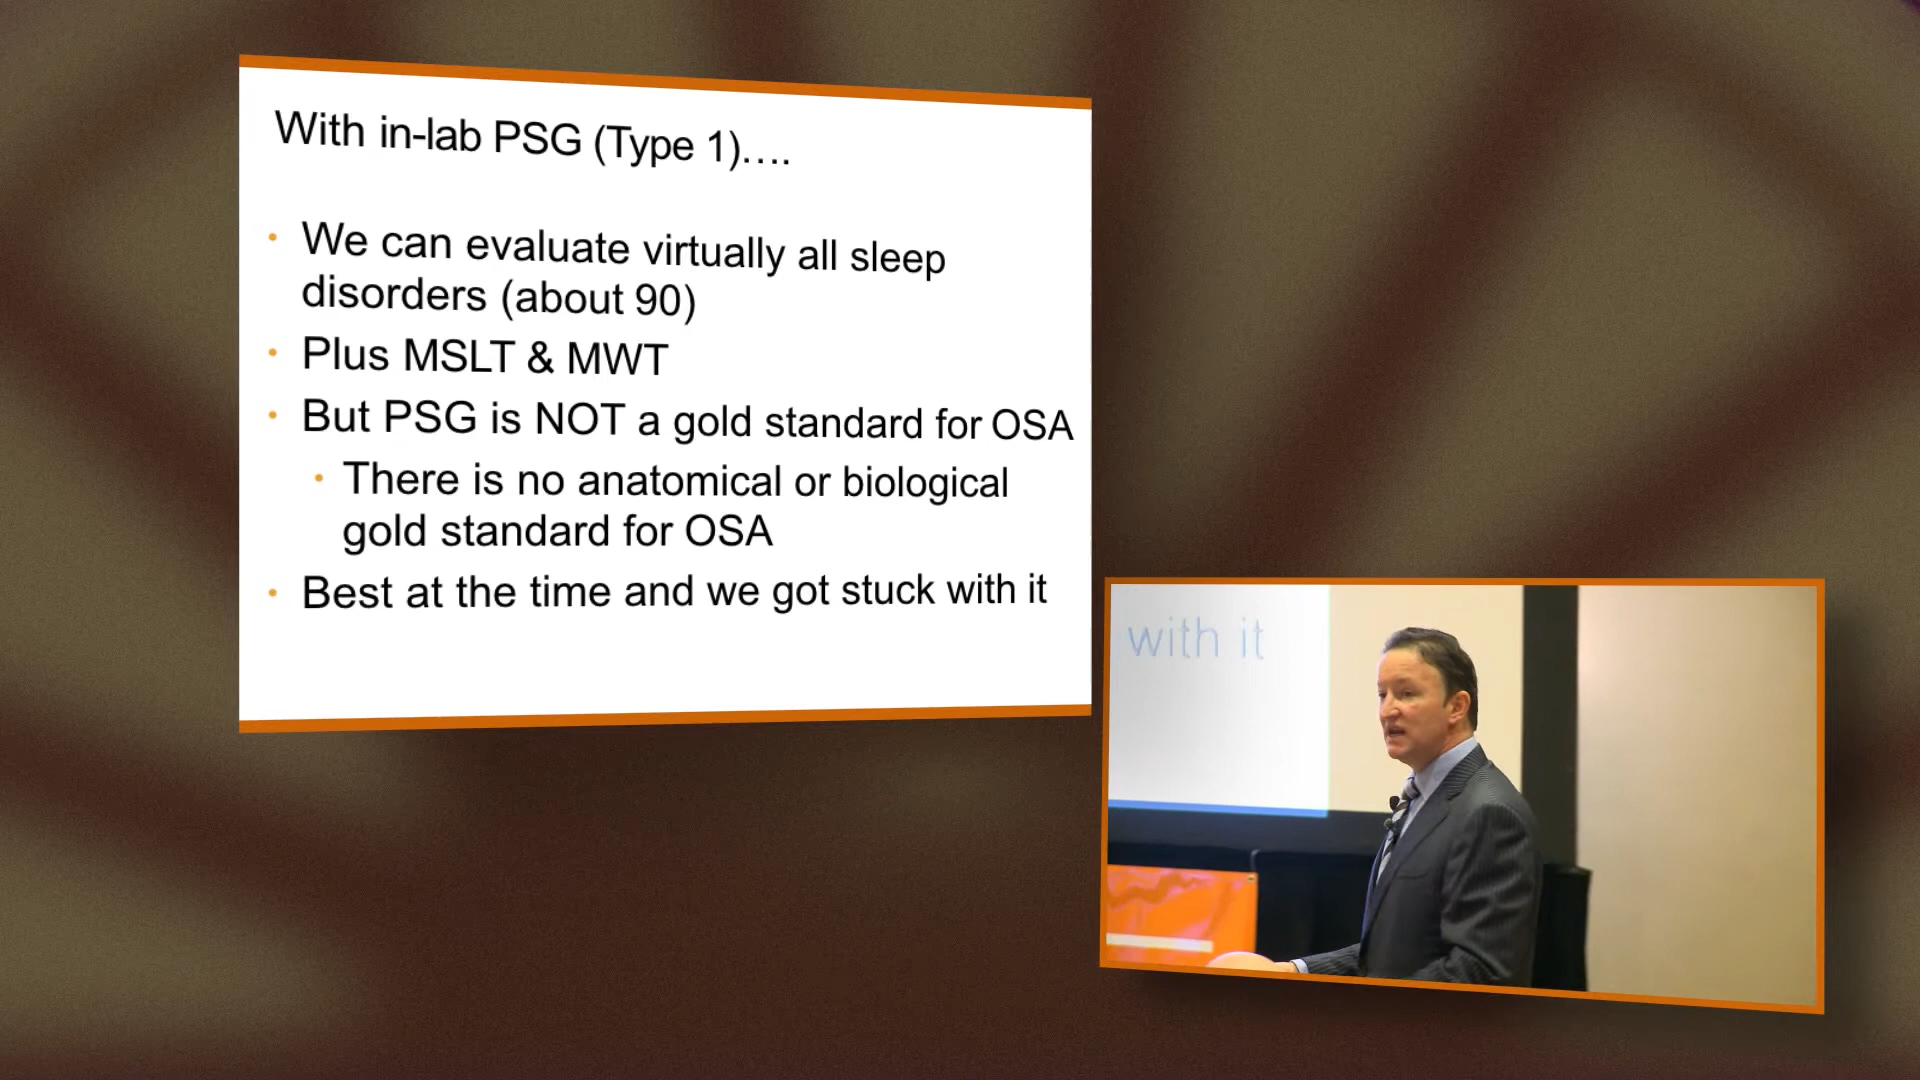 With in-lab PSG (Type 1)….
• We can evaluate virtually all sleep
disorders (about 90)
• Plus MSLT & MWT
• But PSG is NOT a gold standard for OSA
• There is no anatomical or biological
gold standard for OSA
• Best at the time and we got stuck with it
with it